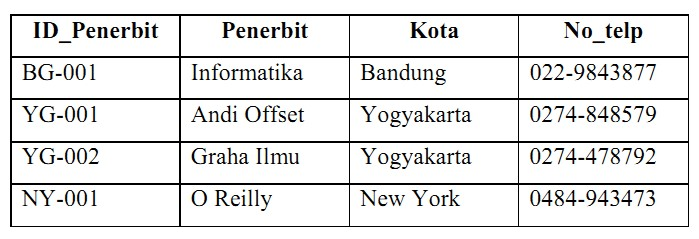 ID_Penerbit Penerbit Kota No_telp
BG-001 Informatika Bandung 022-9843877
YG-001 Andi Offset Yogyakarta 0274-848579
YG-002 Graha Ilmu Yogyakarta 0274-478792
NY-001 O Reilly New York 0484-943473